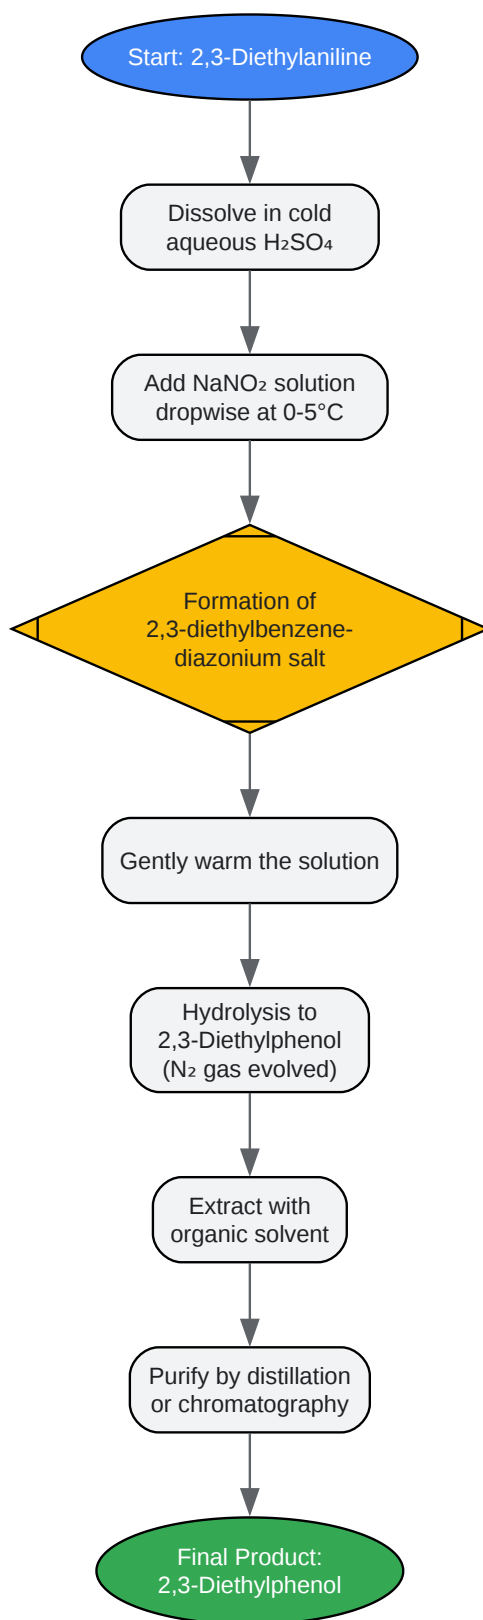 Start: 2,3-Diethylaniline
Dissolve in cold
aqueous H₂SO₄
Add NaNO₂ solution
dropwise at 0-5°C
Formation of
2,3-diethylbenzene-
diazonium salt
Gently warm the solution
Hydrolysis to
2,3-Diethylphenol
(N₂ gas evolved)
Extract with
organic solvent
Purify by distillation
or chromatography
Final Product:
2,3-Diethylphenol